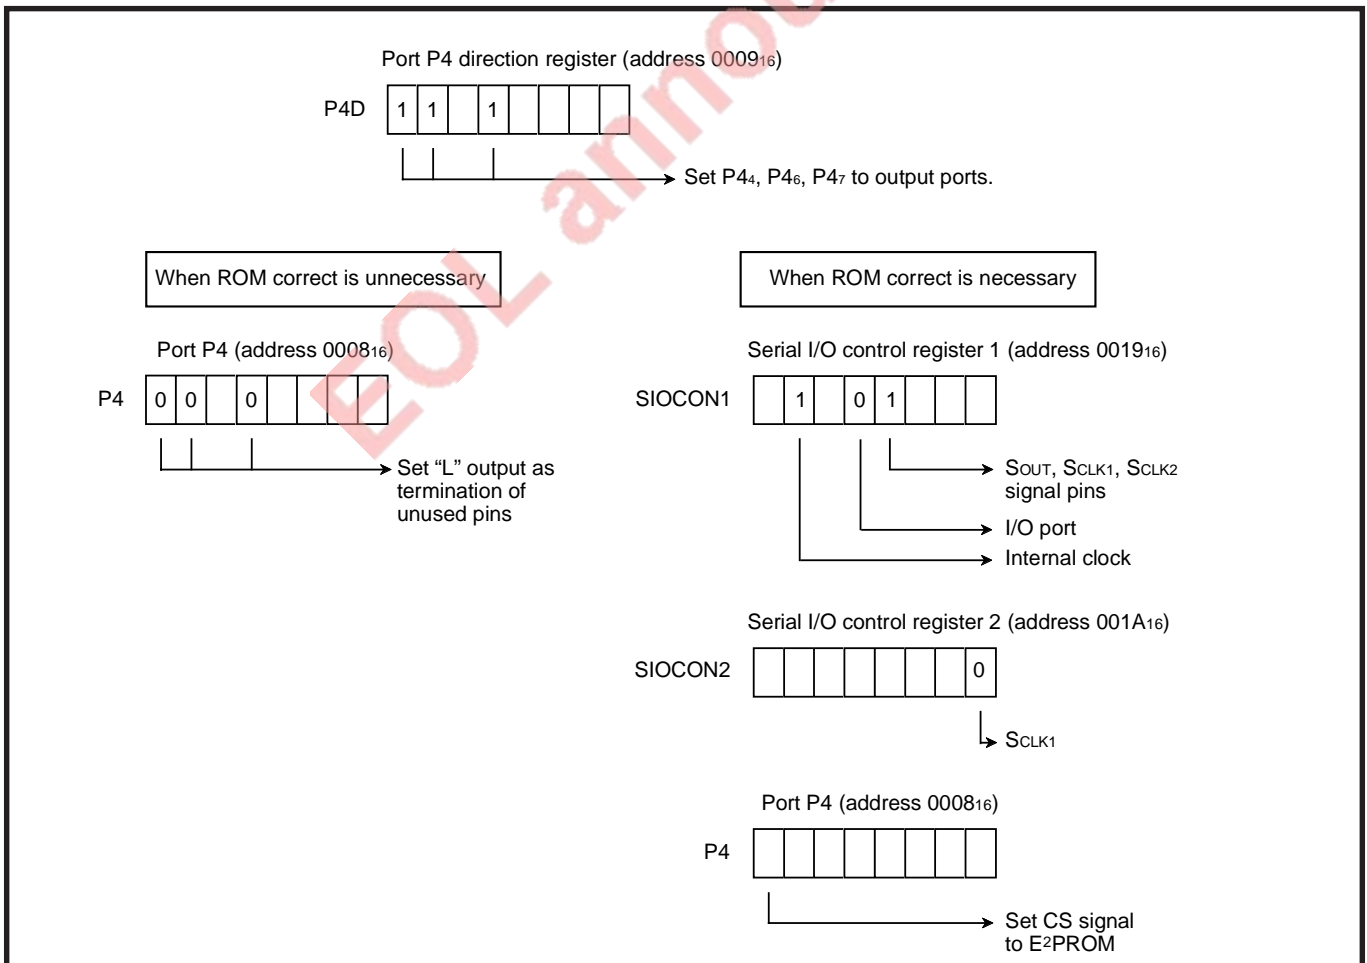 EOL annou
Port P4 direction register (address 0009₁₆)
P4D 1 1 1
Set P4₄, P4₆, P4₇ to output ports.
When ROM correct is unnecessary
Port P4 (address 0008₁₆)
P4 0 0 0
Set “L” output as
termination of
unused pins
When ROM correct is necessary
Serial I/O control register 1 (address 0019₁₆)
SIOCON1 1 0 1
SOUT, SCLK1, SCLK2
signal pins
I/O port
Internal clock
Serial I/O control register 2 (address 001A₁₆)
SIOCON2 0
SCLK1
Port P4 (address 0008₁₆)
P4
Set CS signal
to E²PROM